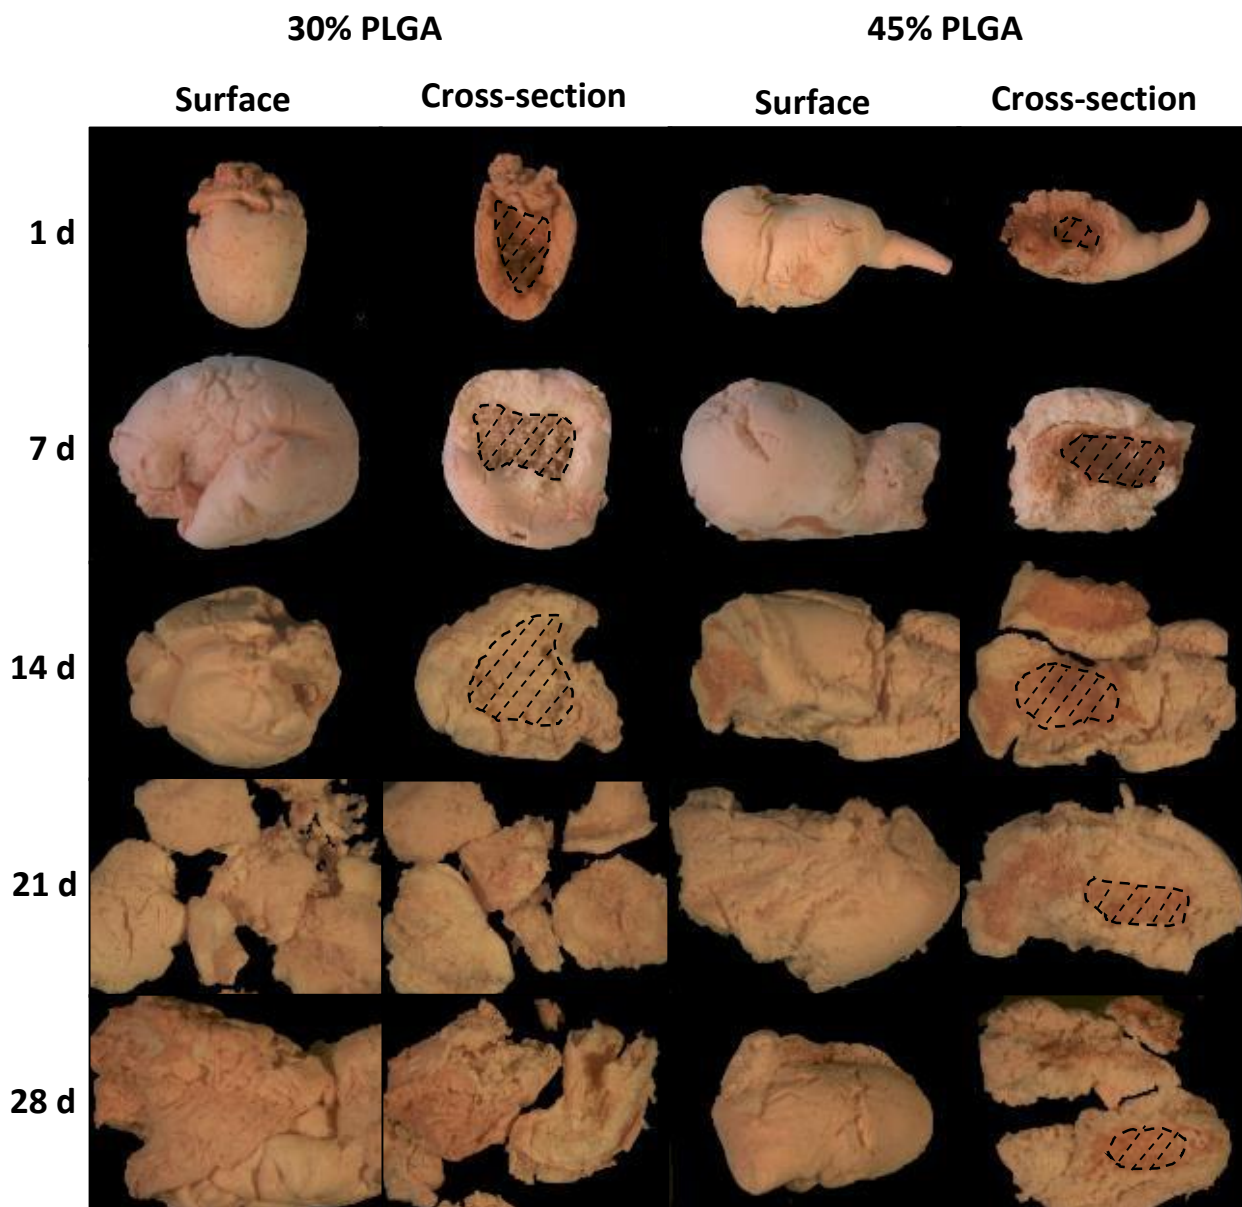 30% PLGA 45% PLGA
Surface Cross-section Surface Cross-section
1 d
7 d
14 d
21 d
28 d